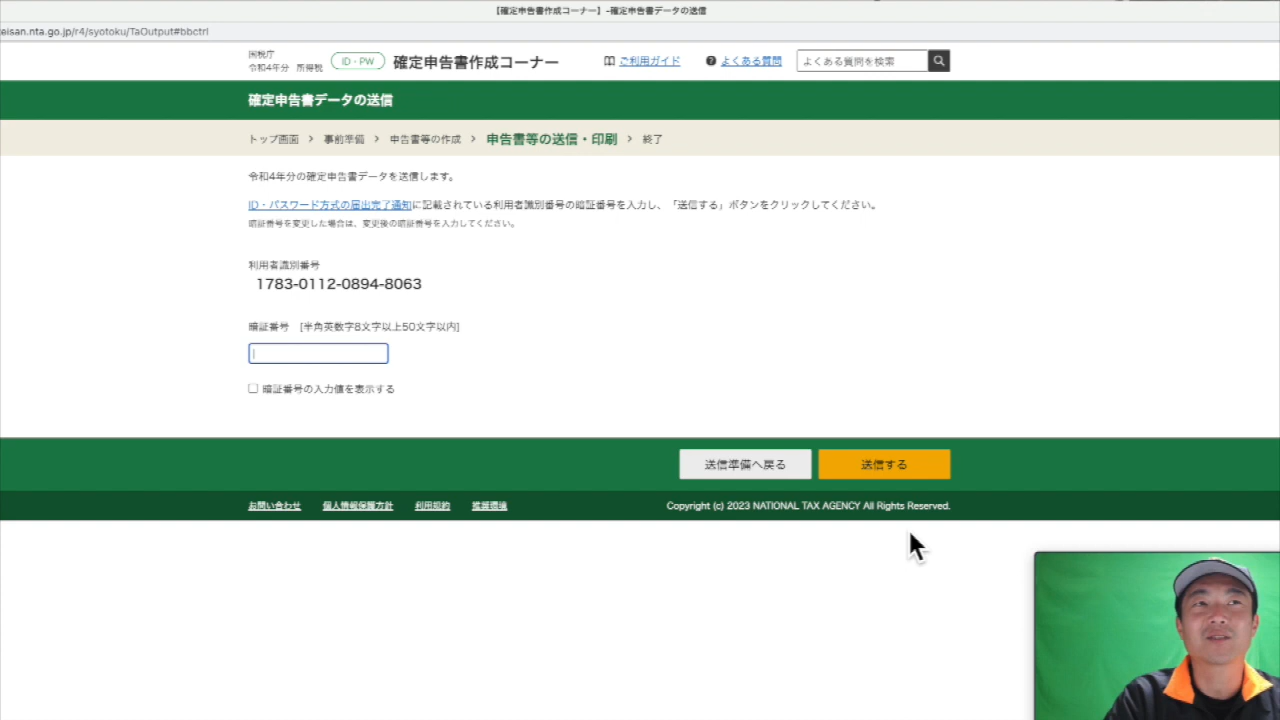 【確定申告書作成コーナー】-確定申告書データの送信
eisan.nta.go.jp/r4/syotoku/TaOutput#bbctrl
国税庁
令和4年分 所得税
ID・PW
確定申告書作成コーナー
ご利用ガイド
よくある質問
よくある質問を検索
確定申告書データの送信
トップ画面 > 事前準備 > 申告書等の作成 > 申告書等の送信・印刷 > 終了
令和4年分の確定申告書データを送信します。
ID・パスワード方式の届出完了通知に記載されている利用者識別番号の暗証番号を入力し、「送信する」ボタンをクリックしてください。
暗証番号を変更した場合は、変更後の暗証番号を入力してください。
利用者識別番号
1783-0112-0894-8063
暗証番号 [半角英数字8文字以上50文字以内]
暗証番号の入力値を表示する
送信準備へ戻る
送信する
お問い合わせ 個人情報保護方針 利用規約 推奨環境
Copyright (c) 2023 NATIONAL TAX AGENCY All Rights Reserved.